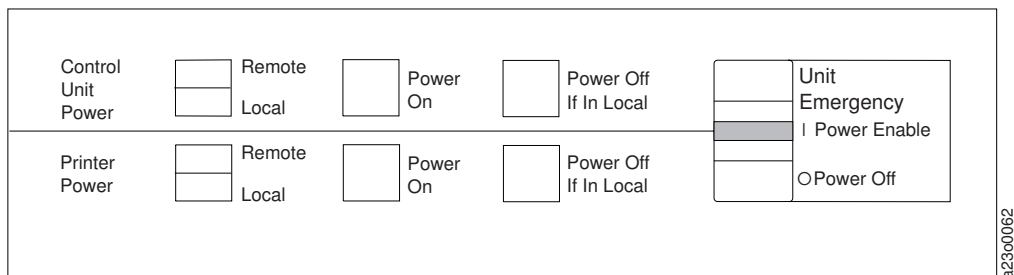 Control
Unit
Power
Remote
Local
Power
On
Power Off
If In Local
Unit
Emergency
| Power Enable
Printer
Power
Remote
Local
Power
On
Power Off
If In Local
○ Power Off
a23o0062